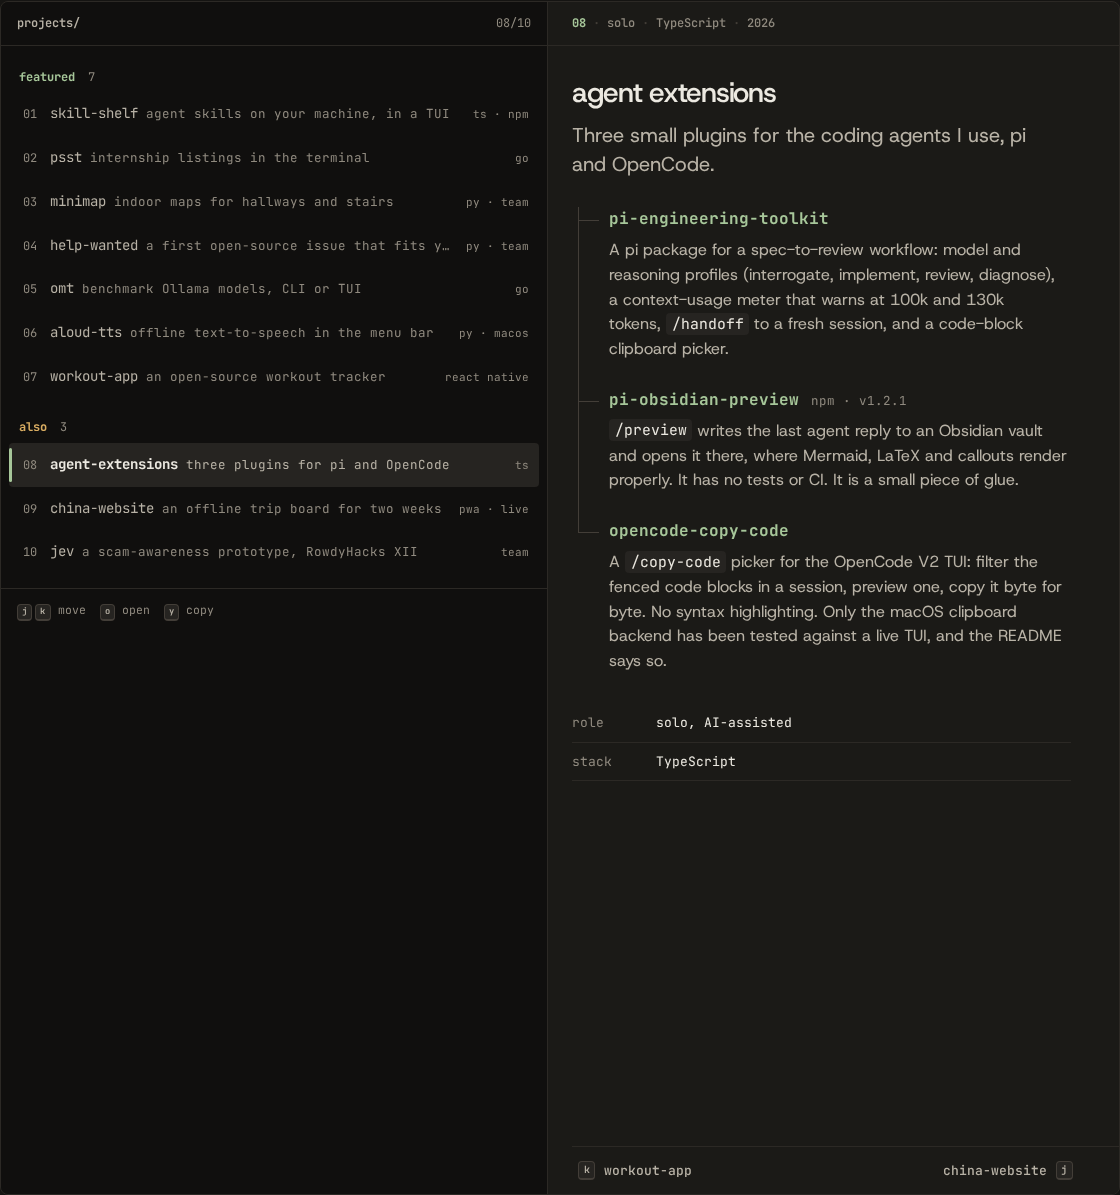 projects/ 08/10
featured 7
01 skill-shelf agent skills on your machine, in a TUI ts · npm
02 psst internship listings in the terminal go
03 minimap indoor maps for hallways and stairs py · team
04 help-wanted a first open-source issue that fits y… py · team
05 omt benchmark Ollama models, CLI or TUI go
06 aloud-tts offline text-to-speech in the menu bar py · macos
07 workout-app an open-source workout tracker react native
also 3
08 agent-extensions three plugins for pi and OpenCode ts
09 china-website an offline trip board for two weeks pwa · live
10 jev a scam-awareness prototype, RowdyHacks XII team
j k move o open y copy
08 · solo · TypeScript · 2026
agent extensions
Three small plugins for the coding agents I use, pi
and OpenCode.
pi-engineering-toolkit
A pi package for a spec-to-review workflow: model and
reasoning profiles (interrogate, implement, review, diagnose),
a context-usage meter that warns at 100k and 130k
tokens, /handoff to a fresh session, and a code-block
clipboard picker.
pi-obsidian-preview npm · v1.2.1
/preview writes the last agent reply to an Obsidian vault
and opens it there, where Mermaid, LaTeX and callouts render
properly. It has no tests or CI. It is a small piece of glue.
opencode-copy-code
A /copy-code picker for the OpenCode V2 TUI: filter the
fenced code blocks in a session, preview one, copy it byte for
byte. No syntax highlighting. Only the macOS clipboard
backend has been tested against a live TUI, and the README
says so.
role solo, AI-assisted
stack TypeScript
k workout-app china-website j